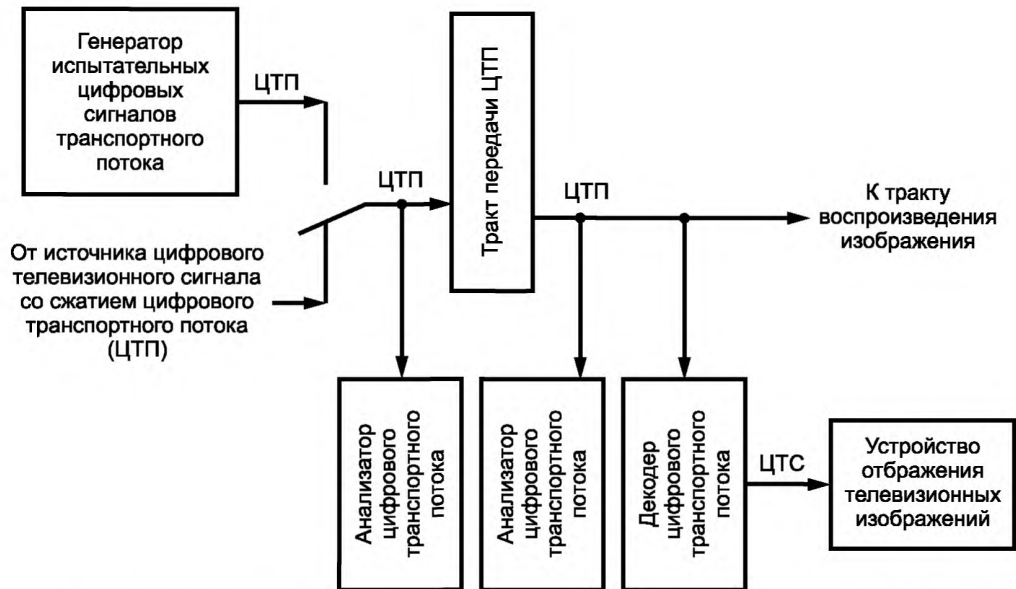 Генератор
испытательных
цифровых
сигналов
транспортного
потока
ЦТП
От источника цифрового
телевизионного сигнала
со сжатием цифрового
транспортного потока
(ЦТП)
ЦТП
Тракт передачи ЦТП
ЦТП
К тракту
воспроизведения
изображения
Анализатор
цифрового
транспортного
потока
Анализатор
цифрового
транспортного
потока
Декодер
цифрового
транспортного
потока
ЦТС
Устройство
отбражения
телевизионных
изображений